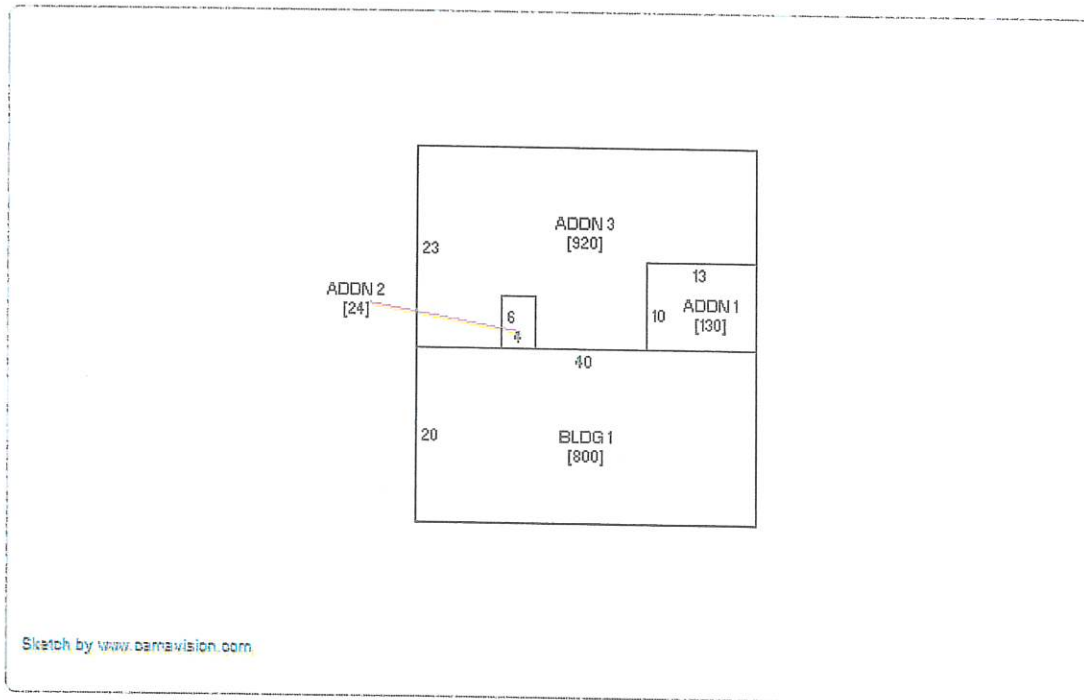 ADDN 3
[920]
23
13
ADDN 2
[24]
6
4
10
ADDN 1
[130]
40
20
BLDG 1
[800]
Sketch by www.camavision.com